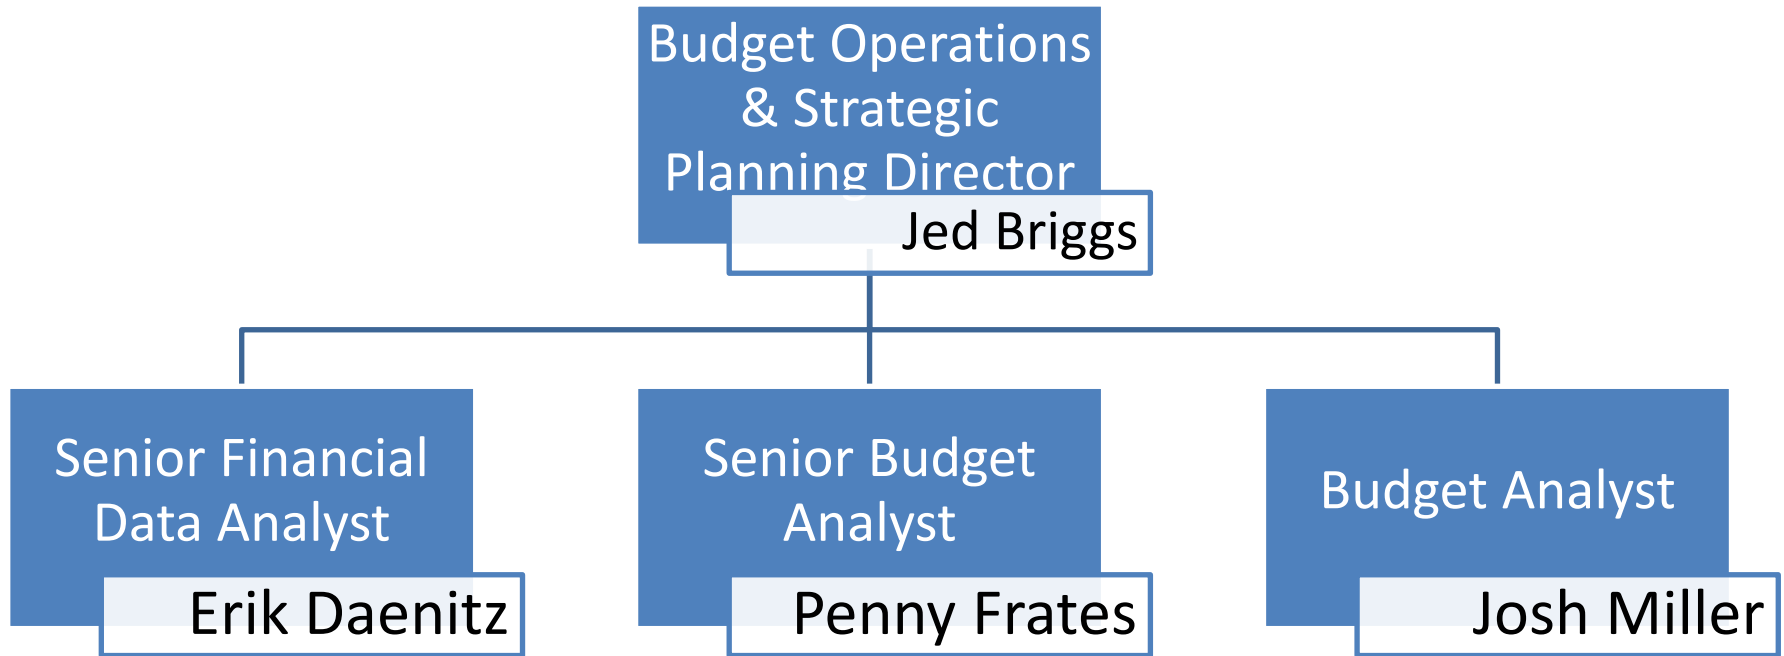 Budget Operations
& Strategic
Planning Director
Jed Briggs
Senior Financial
Data Analyst
Erik Daenitz
Senior Budget
Analyst
Penny Frates
Budget Analyst
Josh Miller